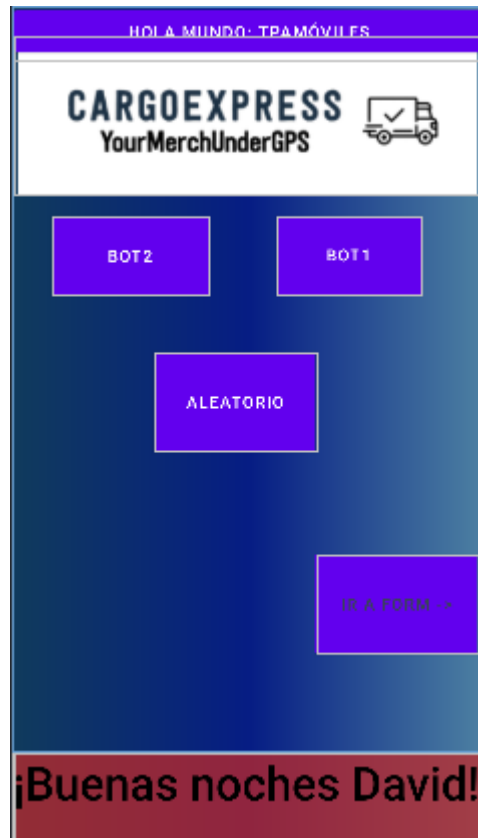 HOLA MUNDO: TPAMÓVILES
CARGOEXPRESS
YourMerchUnderGPS
BOT2
BOT1
ALEATORIO
IR A FORM ->
¡Buenas noches David!